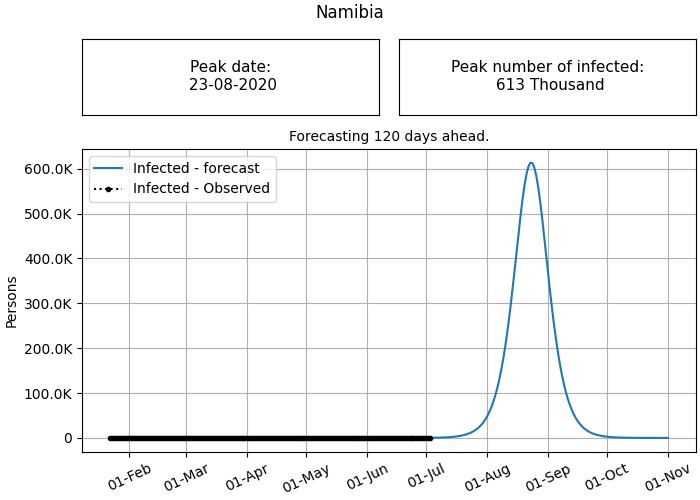 Namibia
Peak date:
23-08-2020
Peak number of infected:
613 Thousand
Forecasting 120 days ahead.
Infected - forecast
Infected - Observed
Persons
600.0K
500.0K
400.0K
300.0K
200.0K
100.0K
0
01-Feb
01-Mar
01-Apr
01-May
01-Jun
01-Jul
01-Aug
01-Sep
01-Oct
01-Nov